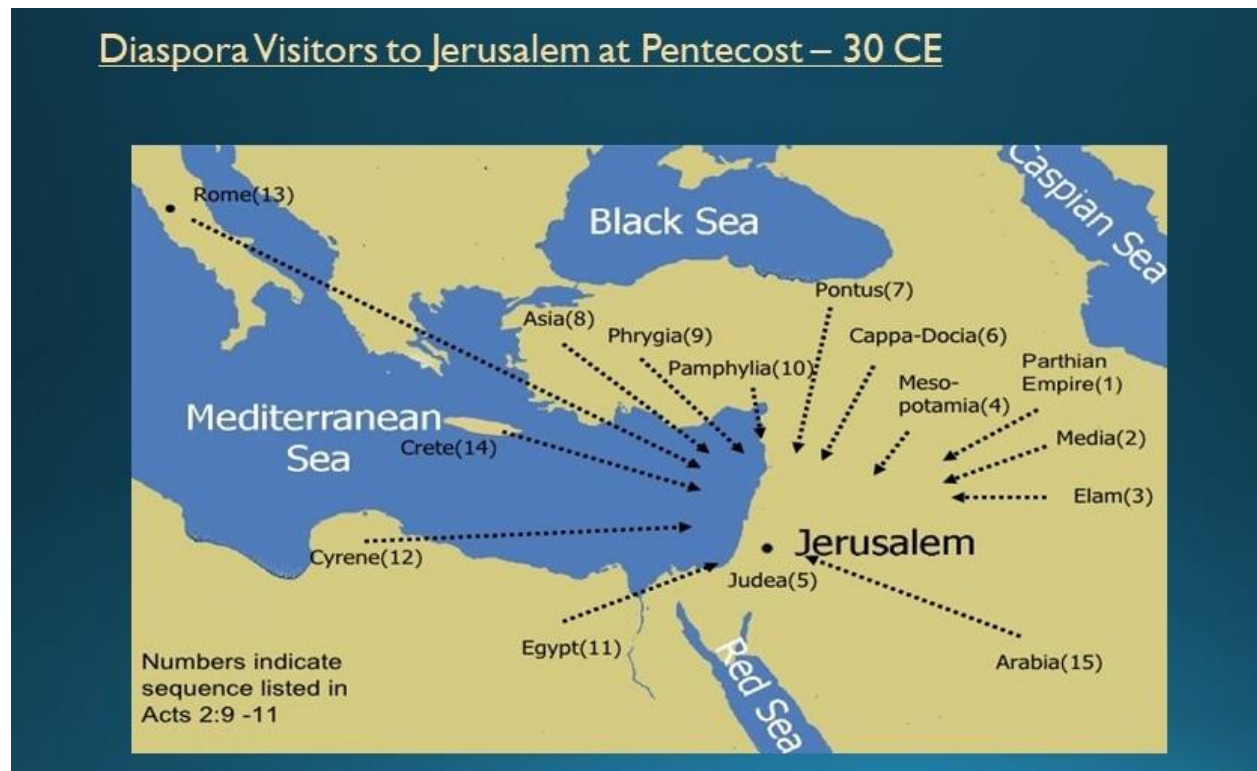 Diaspora Visitors to Jerusalem at Pentecost – 30 CE
Caspian Sea
Rome(13)
Black Sea
Pontus(7)
Asia(8)
Phrygia(9)
Cappa-Docia(6)
Pamphylia(10)
Parthian
Empire(1)
Meso-
potamia(4)
Mediterranean
Sea
Crete(14)
Media(2)
Elam(3)
Jerusalem
Cyrene(12)
Judea(5)
Egypt(11)
Arabia(15)
Red Sea
Numbers indicate
sequence listed in
Acts 2:9 -11